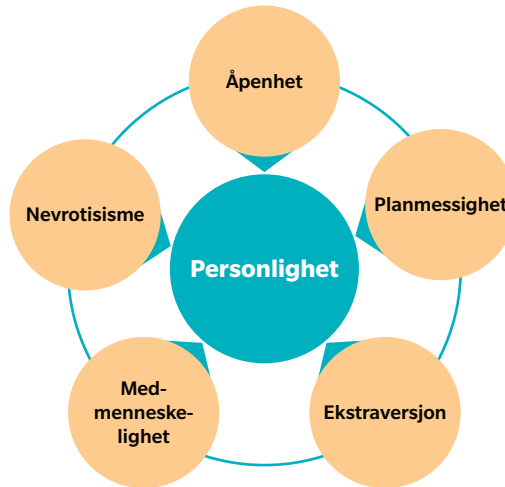 Åpenhet
Planmessighet
Nevrotisisme
Personlighet
Med-
menneske-
lighet
Ekstraversjon